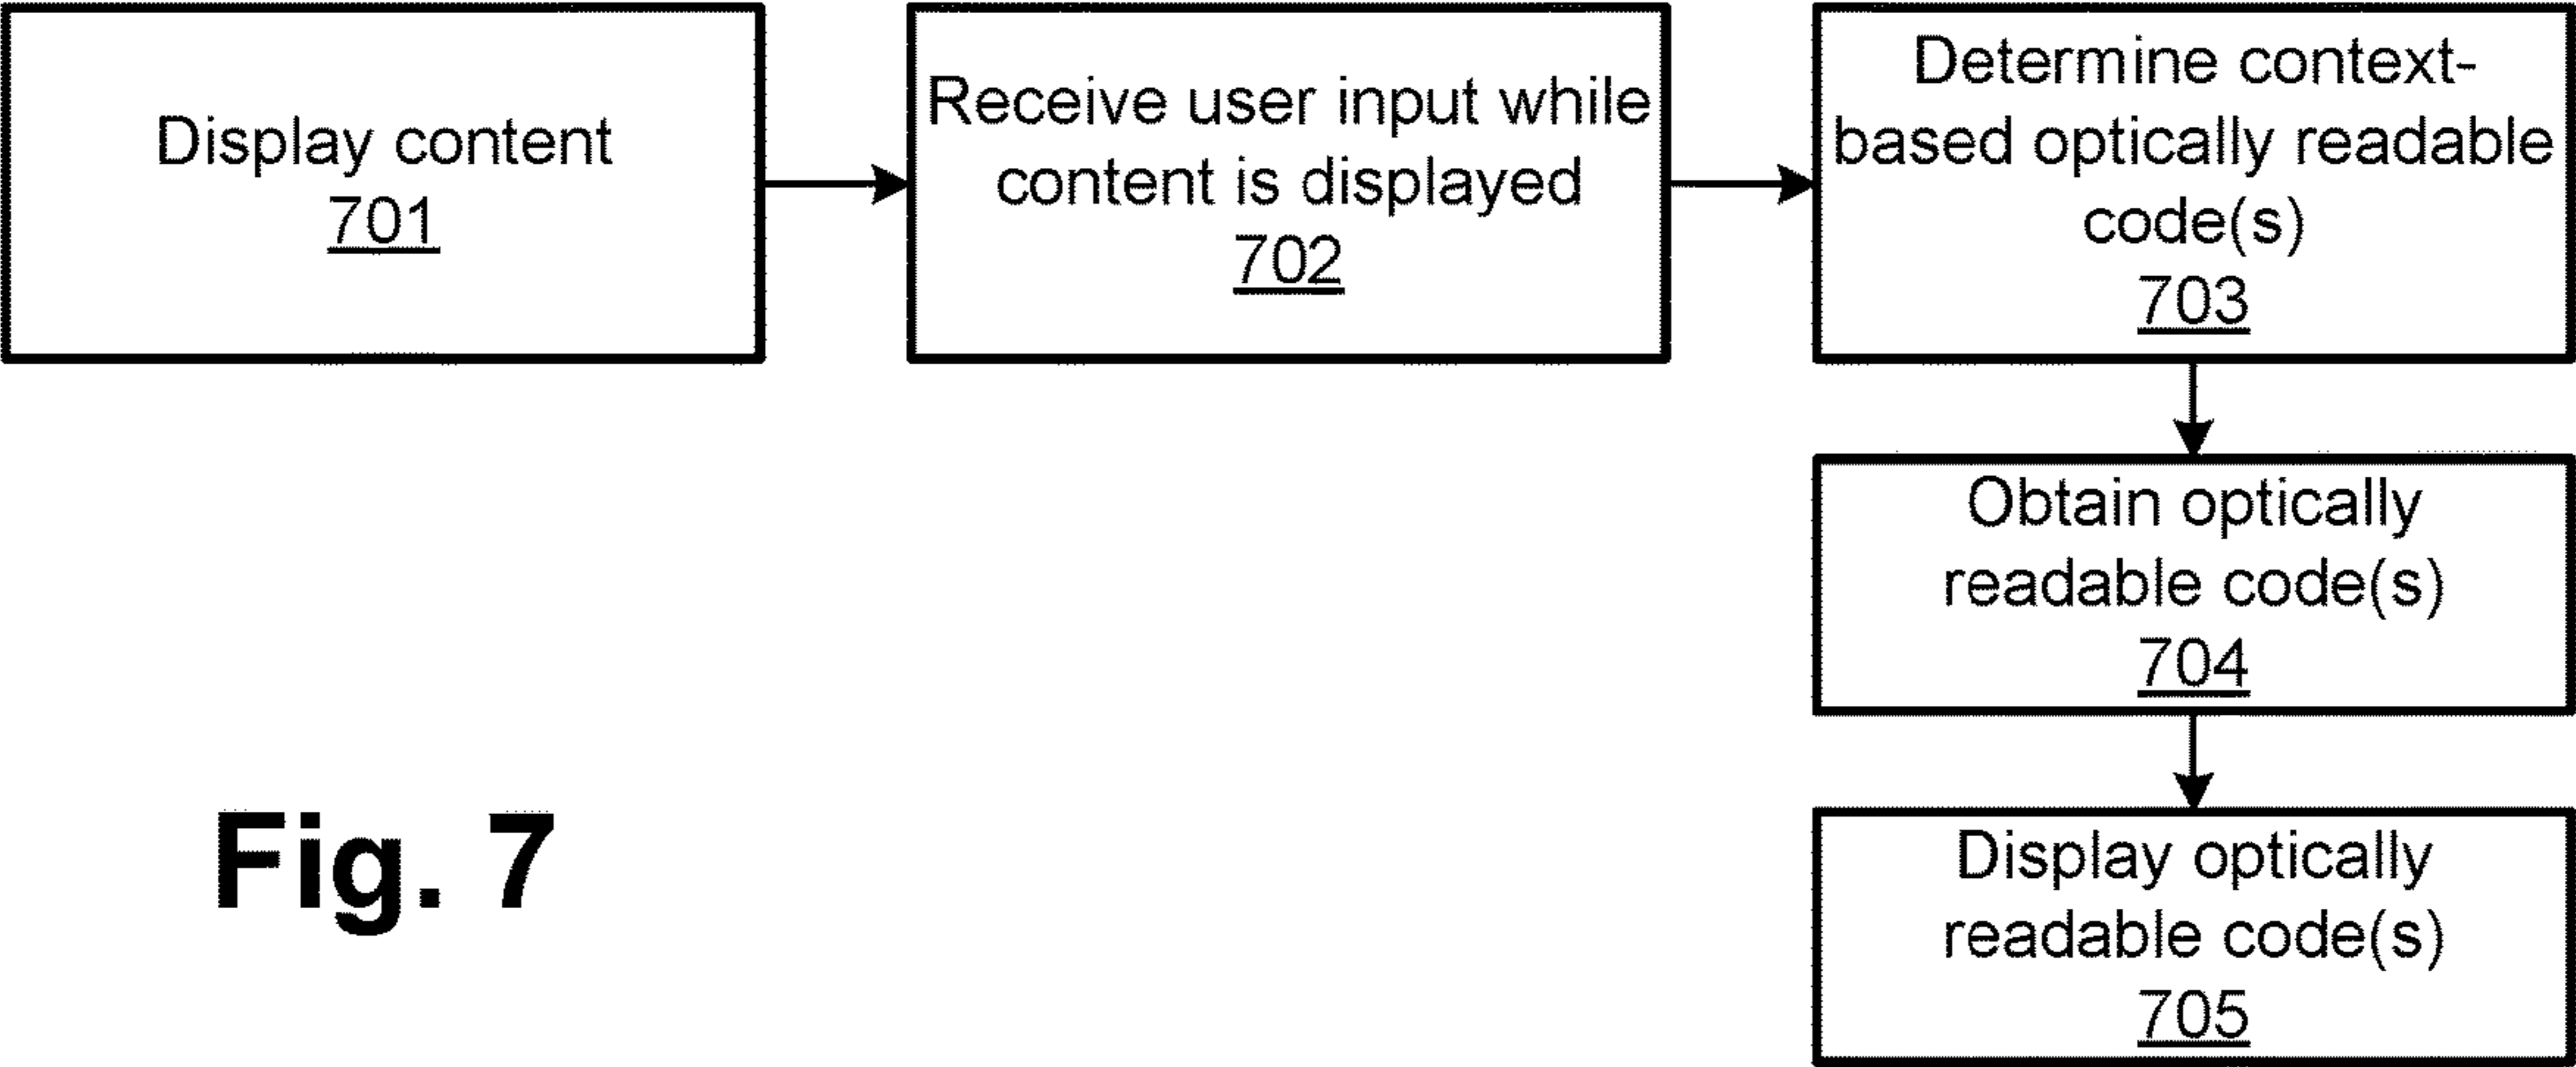 Display content
701
Receive user input while
content is displayed
702
Determine context-
based optically readable
code(s)
703
Obtain optically
readable code(s)
704
Display optically
readable code(s)
705
Fig. 7